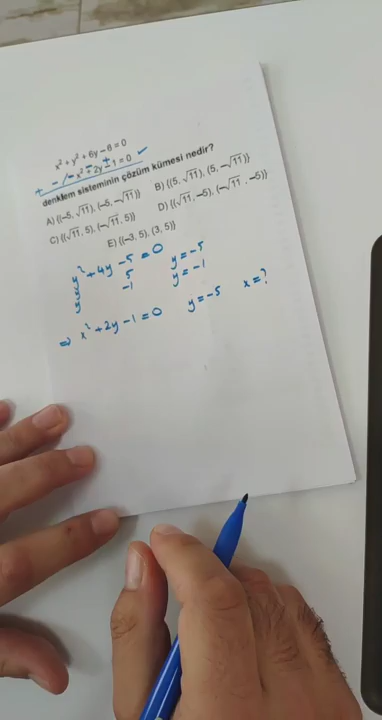 x² + y² + 6y − 6 = 0
x² + 2y − 1 = 0
denklem sisteminin çözüm kümesi nedir?
A) {(−5, √11), (−5, −√11)} B) {(5, √11), (5, −√11)}
C) {(√11, 5), (−√11, 5)} D) {(√11, −5), (−√11, −5)}
E) {(−3, 5), (3, 5)}
y² + 4y − 5 = 0 y = −5
y 5 y = −1
y −1
⇒ x² + 2y − 1 = 0 y = −5 x = ?